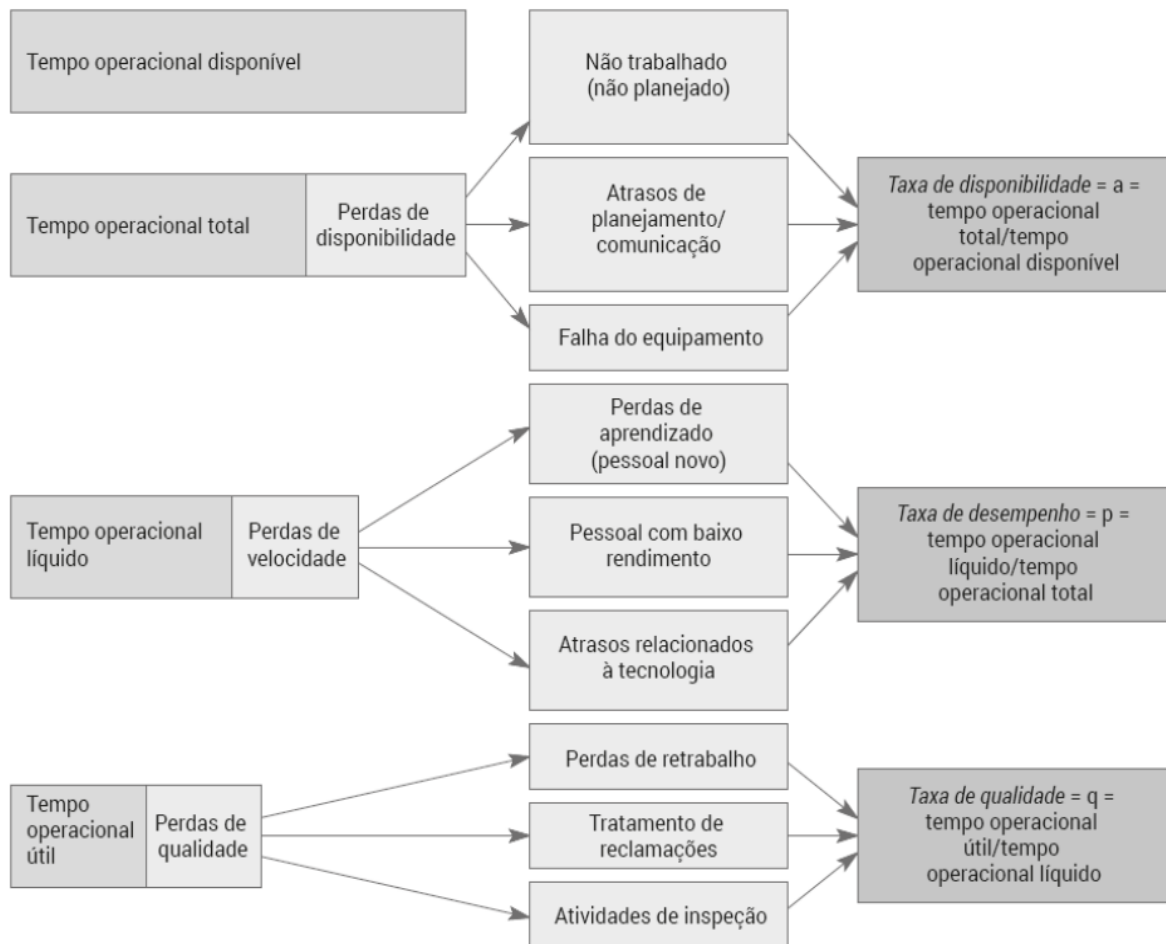 Tempo operacional disponível
Não trabalhado
(não planejado)
Tempo operacional total
Perdas de
disponibilidade
Atrasos de
planejamento/
comunicação
Falha do equipamento
Taxa de disponibilidade = a =
tempo operacional
total/tempo
operacional disponível
Tempo operacional
líquido
Perdas de
velocidade
Perdas de
aprendizado
(pessoal novo)
Pessoal com baixo
rendimento
Atrasos relacionados
à tecnologia
Taxa de desempenho = p =
tempo operacional
líquido/tempo
operacional total
Tempo
operacional
útil
Perdas de
qualidade
Perdas de retrabalho
Tratamento de
reclamações
Atividades de inspeção
Taxa de qualidade = q =
tempo operacional
útil/tempo
operacional líquido